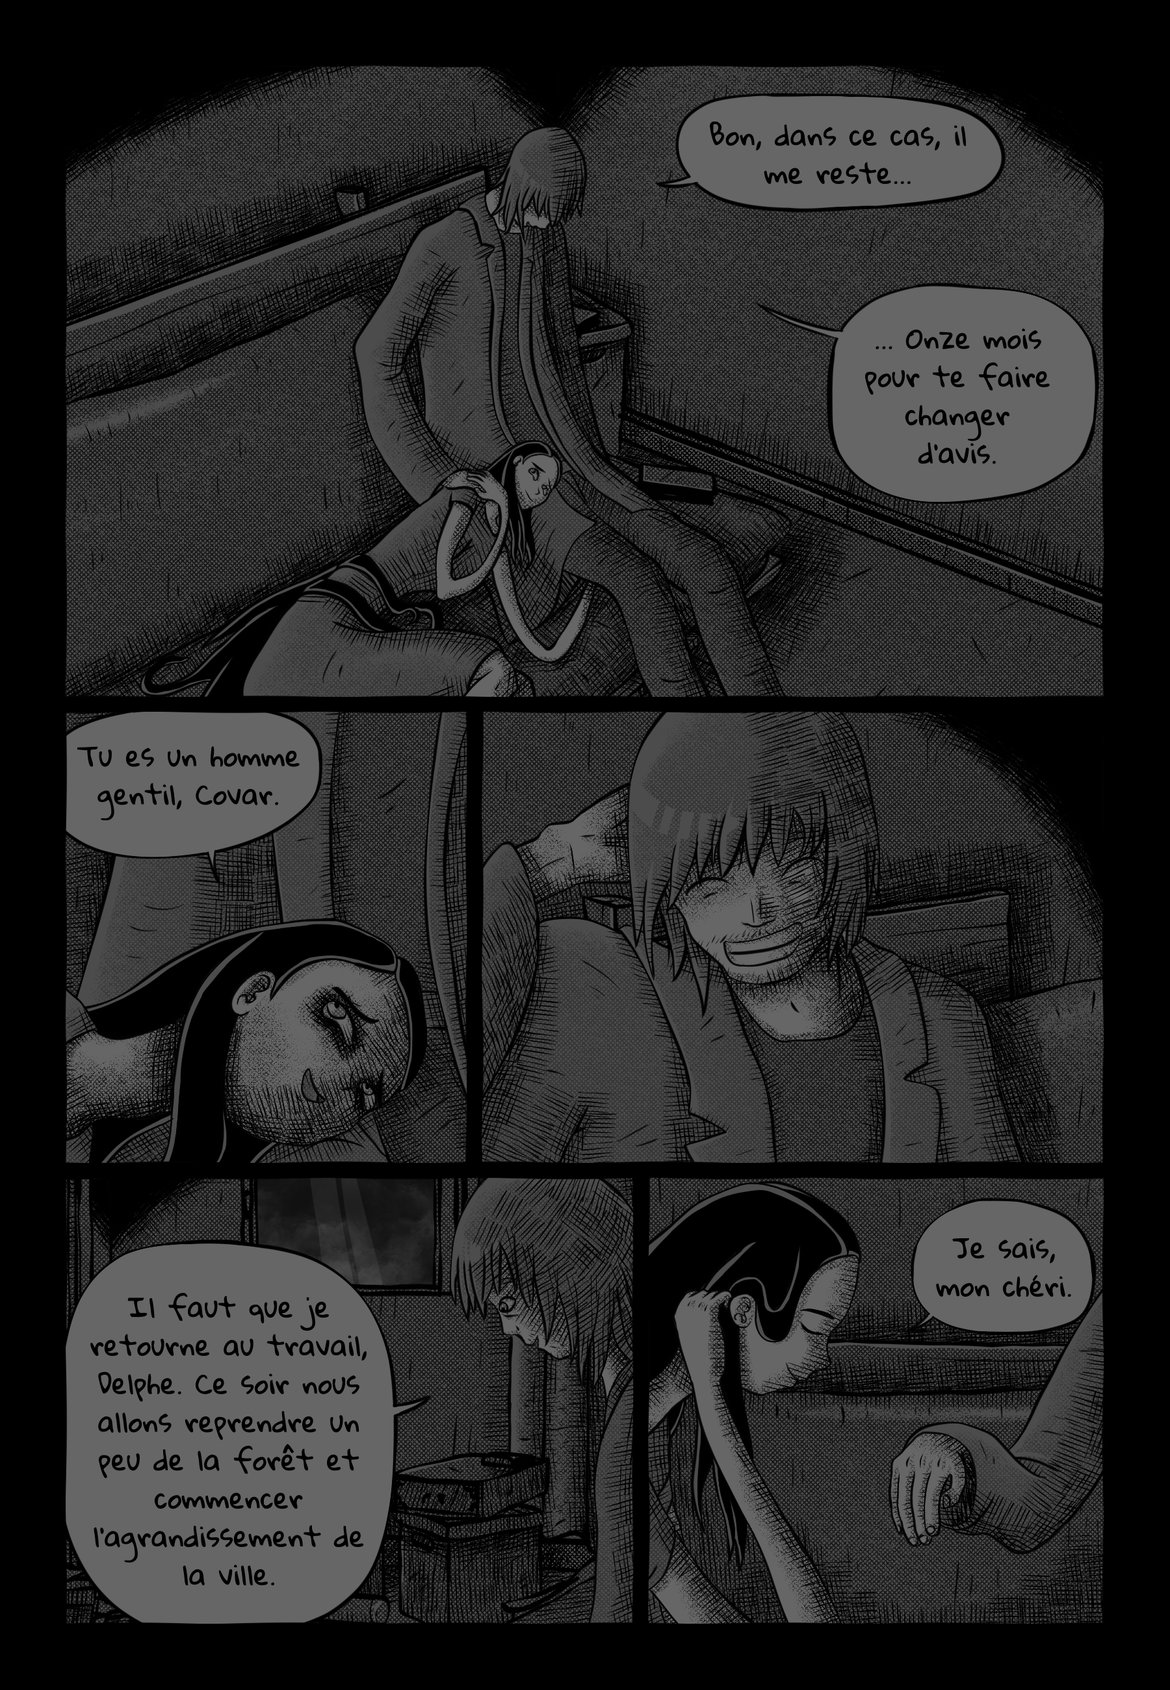 Bon, dans ce cas, il
me reste...
... Onze mois
pour te faire
changer
d'avis.
Tu es un homme
gentil, Covar.
Il faut que je
retourne au travail,
Delphe. Ce soir nous
allons reprendre un
peu de la forêt et
commencer
l'agrandissement de
la ville.
Je sais,
mon chéri.